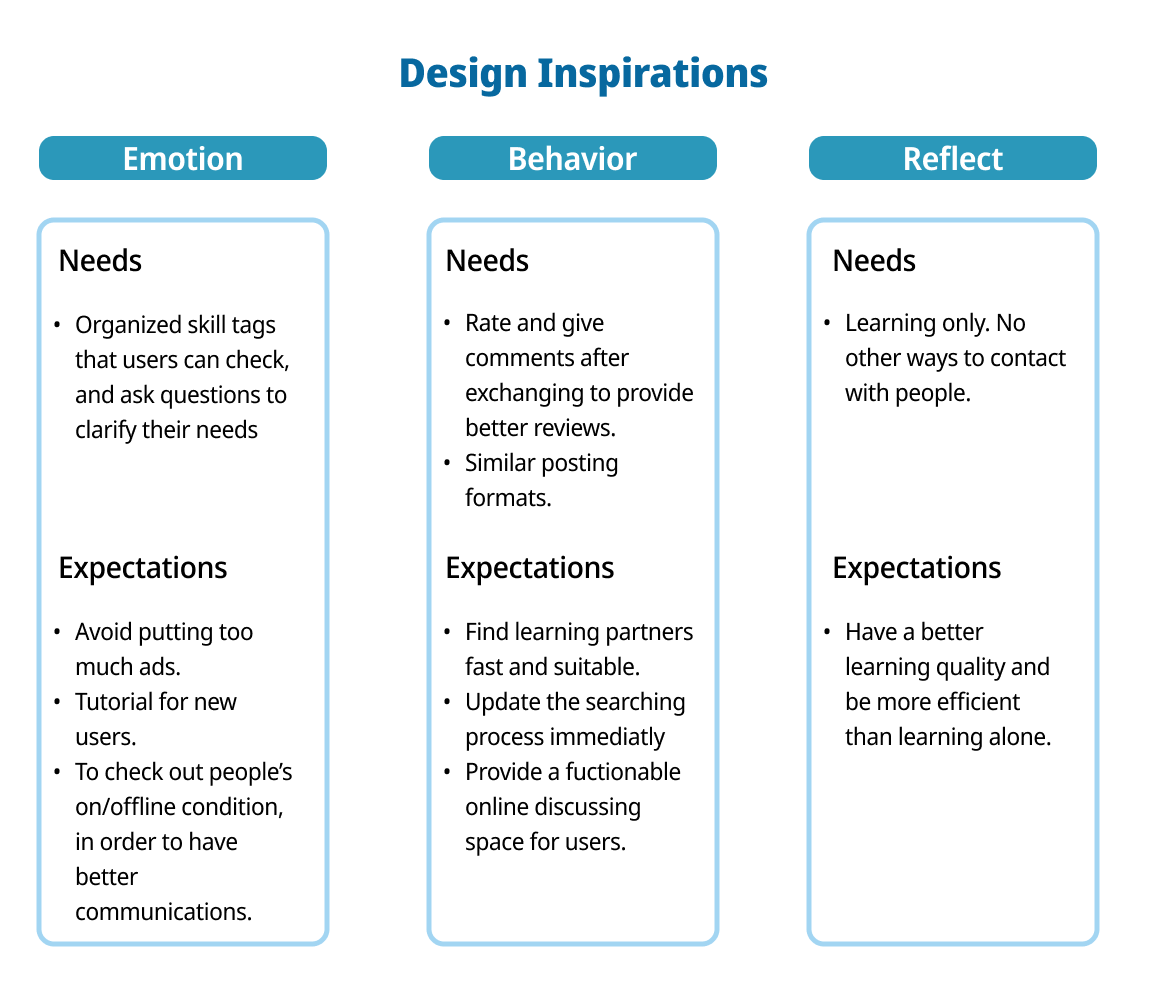 Design Inspirations
Emotion
Needs
• Organized skill tags
that users can check,
and ask questions to
clarify their needs
Expectations
• Avoid putting too
much ads.
• Tutorial for new
users.
• To check out people’s
on/offline condition,
in order to have
better
communications.
Behavior
Needs
• Rate and give
comments after
exchanging to provide
better reviews.
• Similar posting
formats.
Expectations
• Find learning partners
fast and suitable.
• Update the searching
process immediatly
• Provide a fuctionable
online discussing
space for users.
Reflect
Needs
• Learning only. No
other ways to contact
with people.
Expectations
• Have a better
learning quality and
be more efficient
than learning alone.